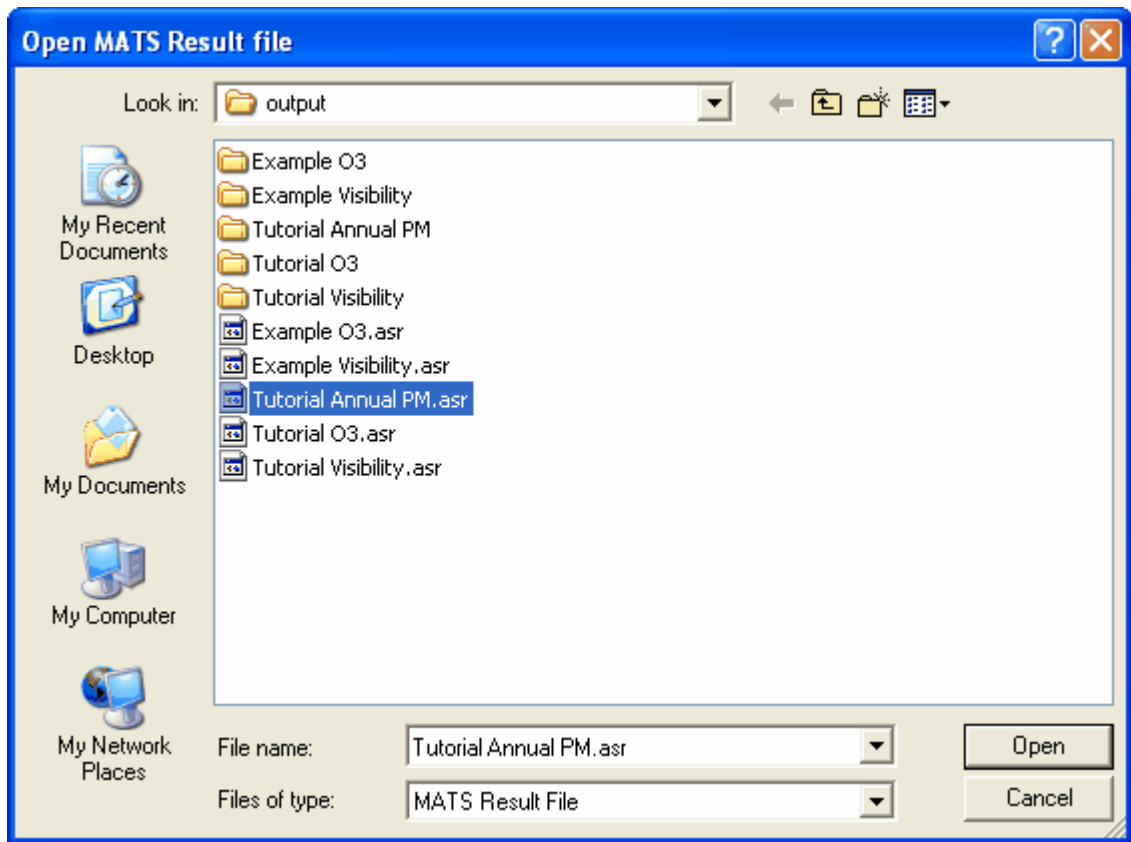 Open MATS Result file
Look in:
output
My Recent
Documents
Desktop
My Documents
My Computer
My Network
Places
Example O3
Example Visibility
Tutorial Annual PM
Tutorial O3
Tutorial Visibility
Example O3.asr
Example Visibility.asr
Tutorial Annual PM.asr
Tutorial O3.asr
Tutorial Visibility.asr
File name:
Tutorial Annual PM.asr
Open
Files of type:
MATS Result File
Cancel